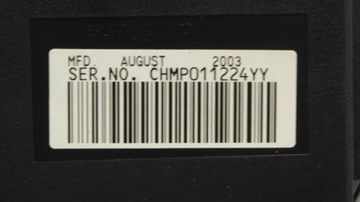 MFD. AUGUST 2003
SER.NO. CHMP011224YY